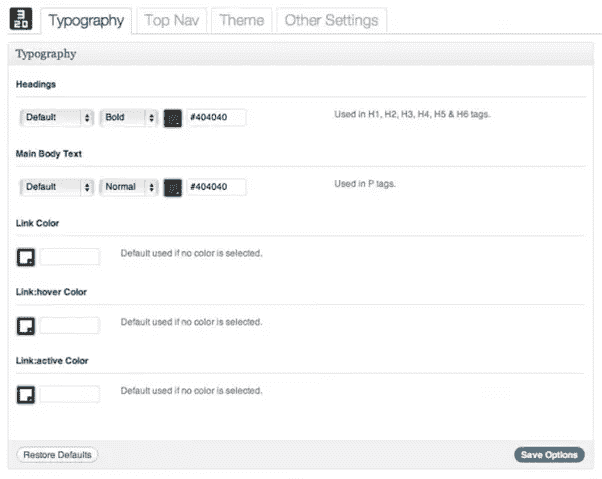 320
Typography Top Nav Theme Other Settings
Typography
Headings
Default Bold #404040 Used in H1, H2, H3, H4, H5 & H6 tags.
Main Body Text
Default Normal #404040 Used in P tags.
Link Color
Default used if no color is selected.
Link:hover Color
Default used if no color is selected.
Link:active Color
Default used if no color is selected.
Restore Defaults Save Options